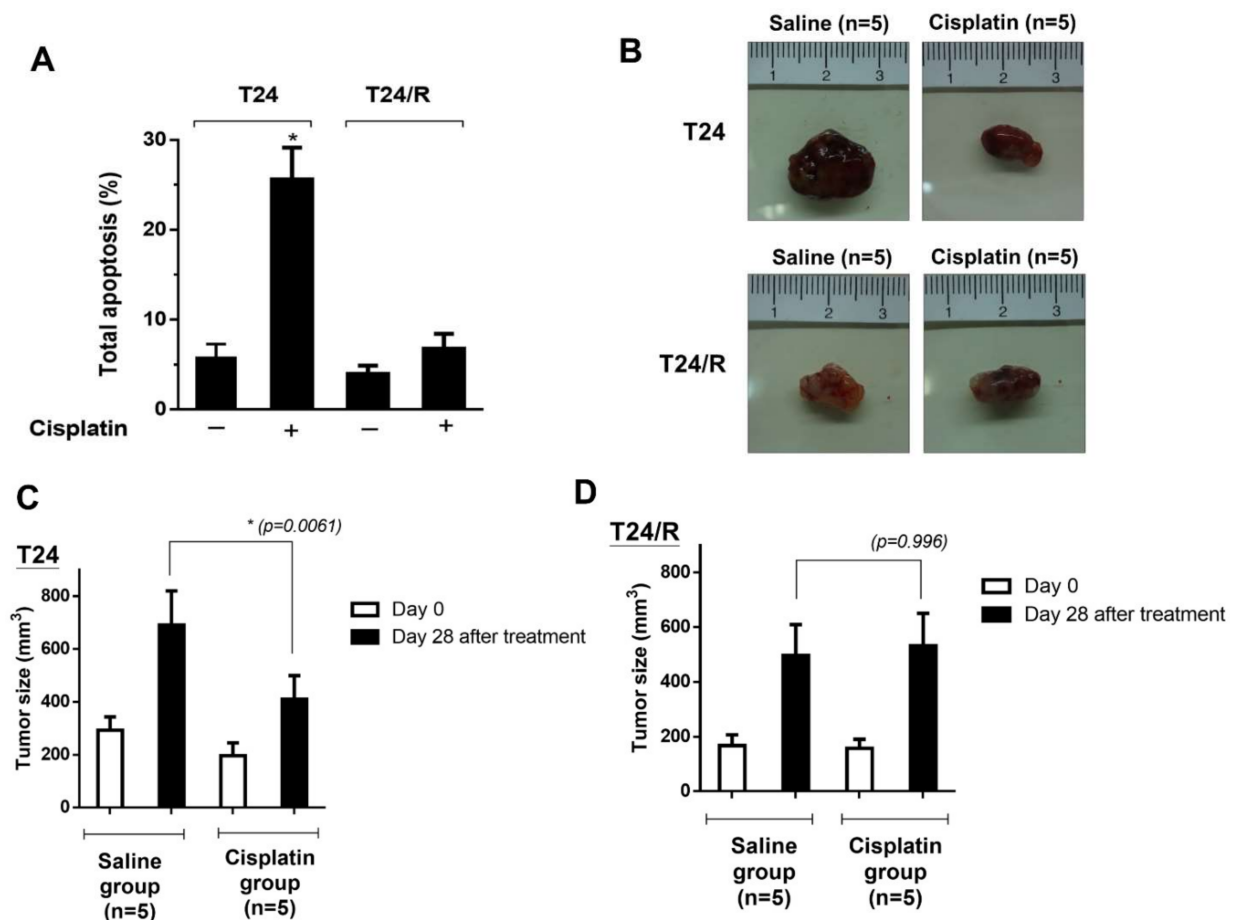 A
T24 T24/R
*
30
20
10
0
Total apoptosis (%)
Cisplatin − + − +
B
Saline (n=5) Cisplatin (n=5)
1 2 3
1 2 3
T24
Saline (n=5) Cisplatin (n=5)
1 2 3
1 2 3
T24/R
C
T24
* (p=0.0061)
800
600
400
200
0
Tumor size (mm³)
Day 0
Day 28 after treatment
Saline
group
(n=5)
Cisplatin
group
(n=5)
D
T24/R
(p=0.996)
800
600
400
200
0
Tumor size (mm³)
Day 0
Day 28 after treatment
Saline
group
(n=5)
Cisplatin
group
(n=5)